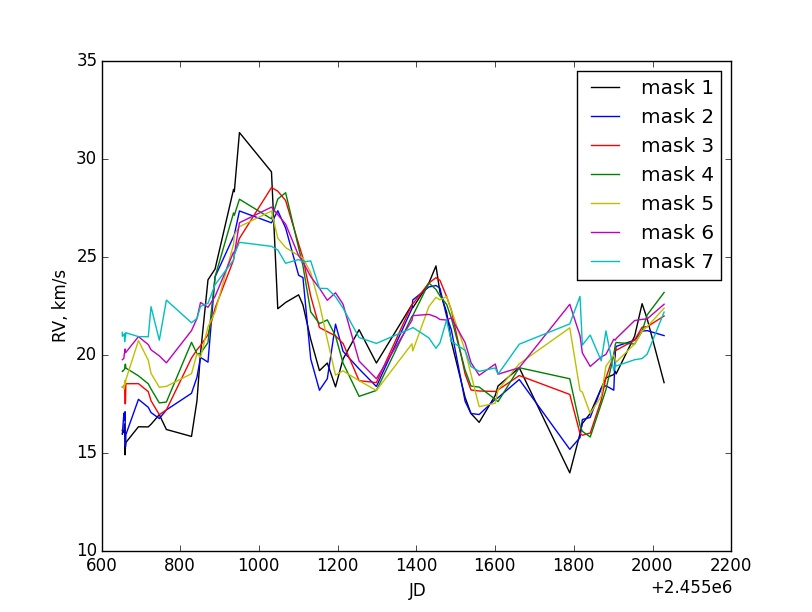 35
30
25
20
15
10
RV, km/s
mask 1
mask 2
mask 3
mask 4
mask 5
mask 6
mask 7
600 800 1000 1200 1400 1600 1800 2000 2200
JD
+2.455e6